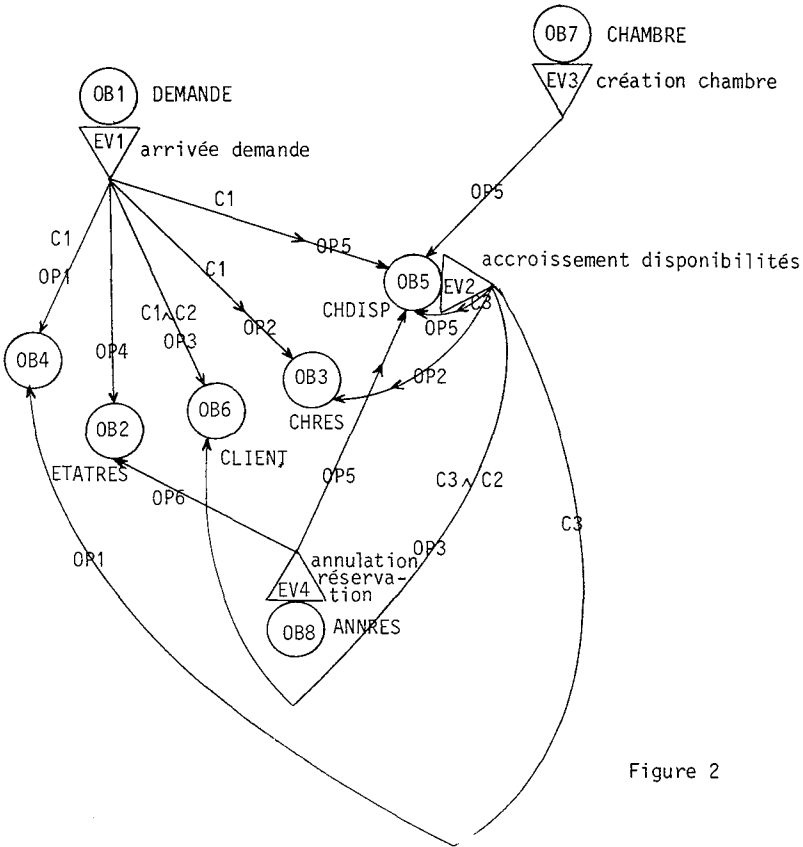 OB7 CHAMBRE
EV3 création chambre
OB1 DEMANDE
EV1 arrivée demande
OP5
C1
C1
OP1
C1
OP5
accroissement disponibilités
OB5
EV2
C3
CHDISP
OP5
C1∧C2
OP3
OP2
OP4
OB4
OB3
OP2
OB6
CHRES
OB2
CLIENT
ETATRES
OP6
OP5
C3∧C2
C3
OP3
OP1
annulation
réserva-
tion
EV4
OB8 ANNRES
Figure 2